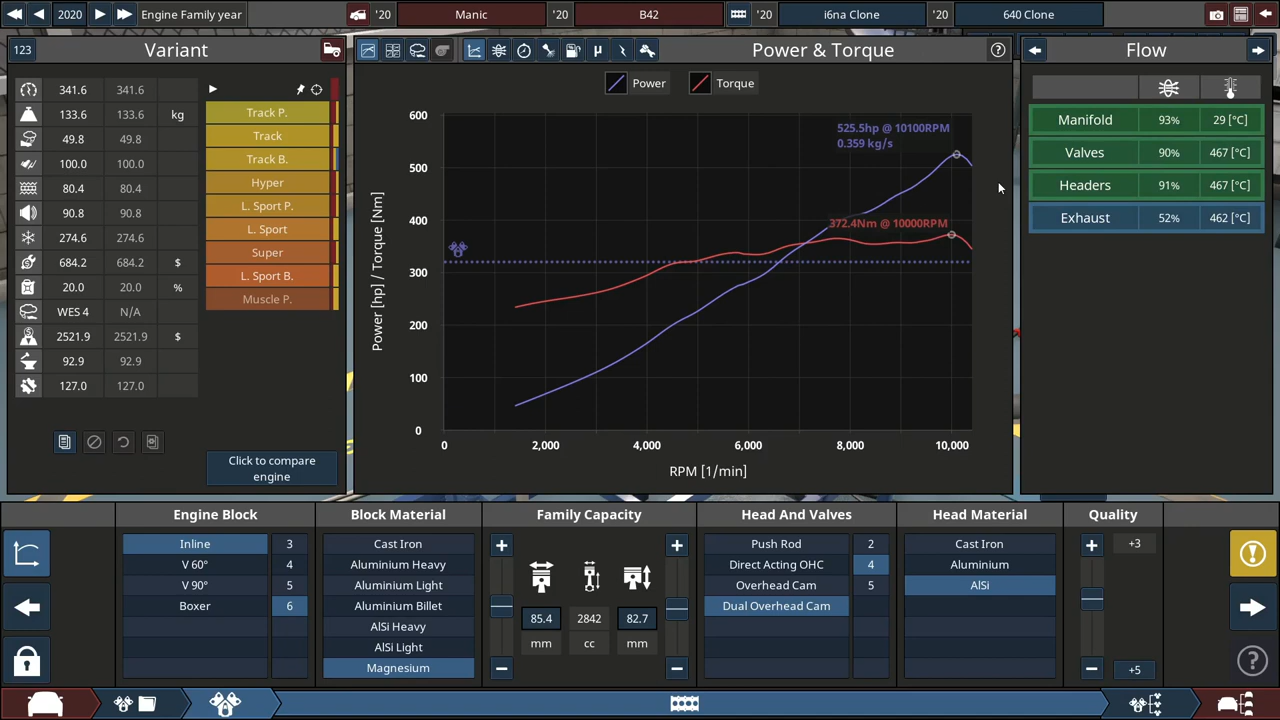 2020 Engine Family year '20 Manic '20 B42 '20 i6na Clone '20 640 Clone
123 Variant
341.6 341.6
133.6 133.6 kg
49.8 49.8
100.0 100.0
80.4 80.4
90.8 90.8
274.6 274.6
684.2 684.2 $
20.0 20.0 %
WES 4 N/A
2521.9 2521.9 $
92.9 92.9
127.0 127.0
Track P.
Track
Track B.
Hyper
L. Sport P.
L. Sport
Super
L. Sport B.
Muscle P.
Click to compare
engine
Power & Torque
Power Torque
Power [hp] / Torque [Nm]
600
500
400
300
200
100
0
525.5hp @ 10100RPM
0.359 kg/s
372.4Nm @ 10000RPM
0 2,000 4,000 6,000 8,000 10,000
RPM [1/min]
Flow
Manifold 93% 29 [°C]
Valves 90% 467 [°C]
Headers 91% 467 [°C]
Exhaust 52% 462 [°C]
Engine Block
Inline 3
V 60° 4
V 90° 5
Boxer 6
Block Material
Cast Iron
Aluminium Heavy
Aluminium Light
Aluminium Billet
AlSi Heavy
AlSi Light
Magnesium
Family Capacity
85.4 2842 82.7
mm cc mm
Head And Valves
Push Rod 2
Direct Acting OHC 4
Overhead Cam 5
Dual Overhead Cam
Head Material
Cast Iron
Aluminium
AlSi
Quality
+3
+5